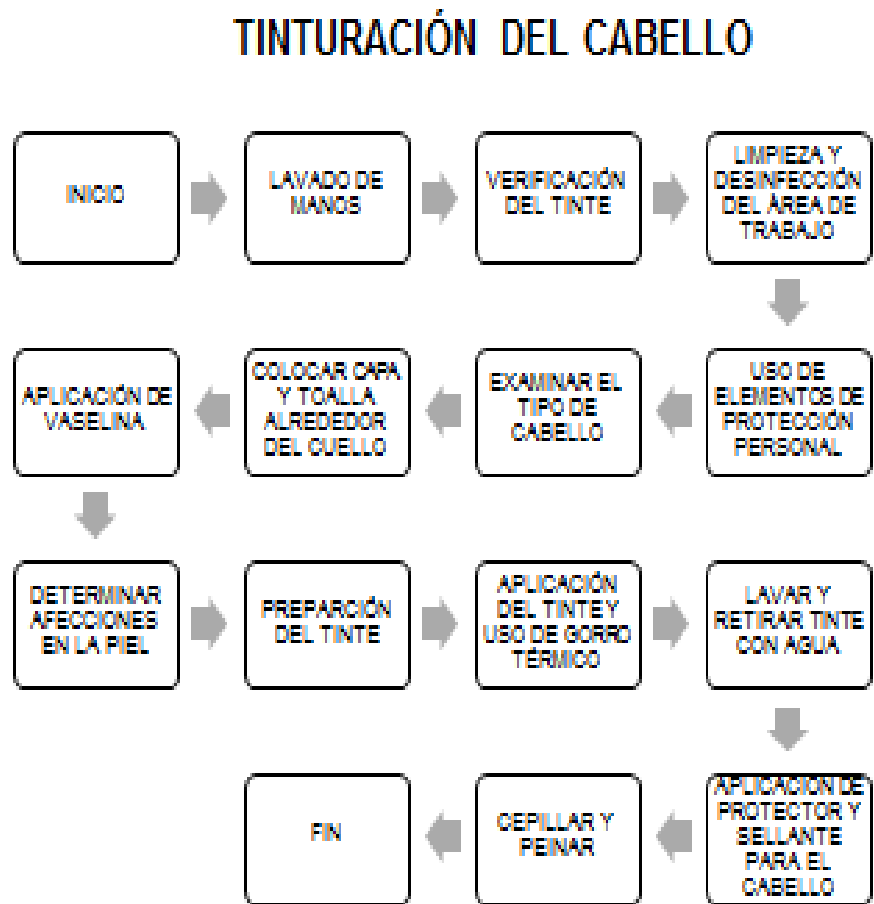 TINTURACIÓN DEL CABELLO
INICIO
LAVADO DE
MANOS
VERIFICACIÓN
DEL TINTE
LIMPIEZA Y
DESINFECCIÓN
DEL ÁREA DE
TRABAJO
USO DE
ELEMENTOS DE
PROTECCIÓN
PERSONAL
EXAMINAR EL
TIPO DE
CABELLO
COLOCAR CAPA
Y TOALLA
ALREDEDOR
DEL CUELLO
APLICACIÓN DE
VASELINA
DETERMINAR
AFECCIONES
EN LA PIEL
PREPARCIÓN
DEL TINTE
APLICACIÓN
DEL TINTE Y
USO DE GORRO
TÉRMICO
LAVAR Y
RETIRAR TINTE
CON AGUA
APLICACIÓN DE
PROTECTOR Y
SELLANTE
PARA EL
CABELLO
CEPILLAR Y
PEINAR
FIN